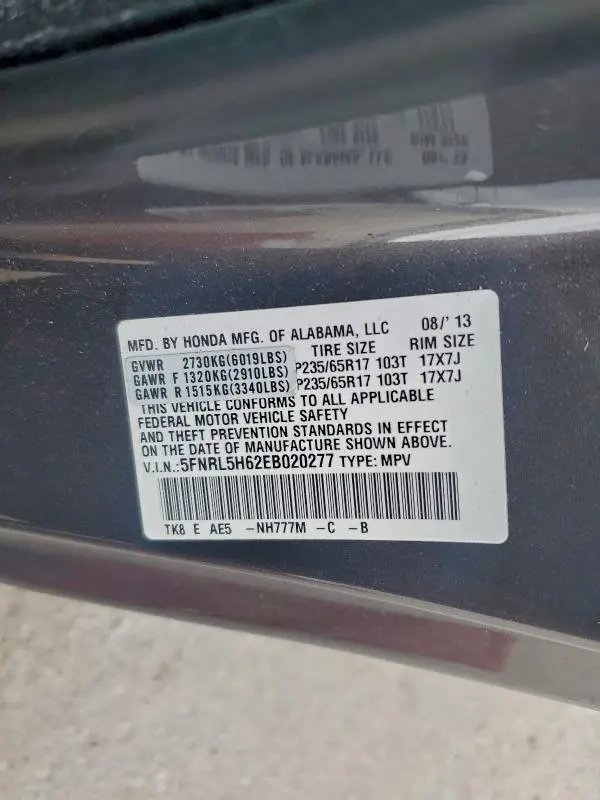 MFD. BY HONDA MFG. OF ALABAMA, LLC 08/'13
TIRE SIZE RIM SIZE
GVWR 2730KG(6019LBS)
GAWR F 1320KG(2910LBS) P235/65R17 103T 17X7J
GAWR R 1515KG(3340LBS) P235/65R17 103T 17X7J
THIS VEHICLE CONFORMS TO ALL APPLICABLE
FEDERAL MOTOR VEHICLE SAFETY
AND THEFT PREVENTION STANDARDS IN EFFECT
ON THE DATE OF MANUFACTURE SHOWN ABOVE.
V.I.N.:5FNRL5H62EB020277 TYPE: MPV
TK8 E AE5 -NH777M -C -B